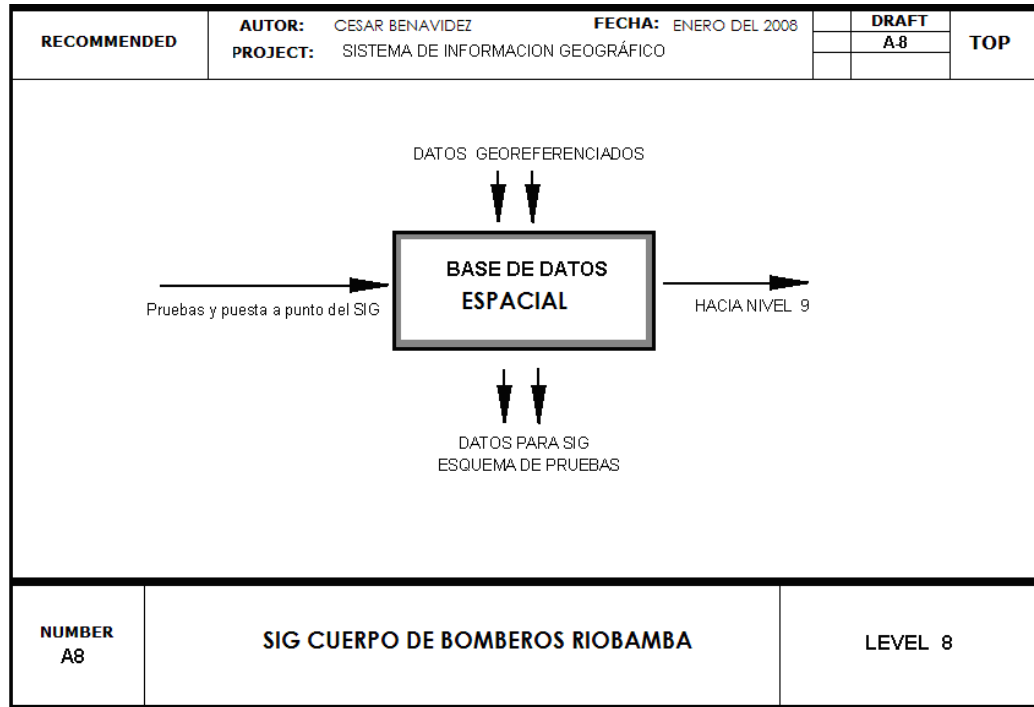 RECOMMENDED
AUTOR: CESAR BENAVIDEZ FECHA: ENERO DEL 2008
PROJECT: SISTEMA DE INFORMACION GEOGRÁFICO
DRAFT
A-8
TOP
DATOS GEOREFERENCIADOS
BASE DE DATOS
ESPACIAL
Pruebas y puesta a punto del SIG
HACIA NIVEL 9
DATOS PARA SIG
ESQUEMA DE PRUEBAS
NUMBER
A8
SIG CUERPO DE BOMBEROS RIOBAMBA
LEVEL 8